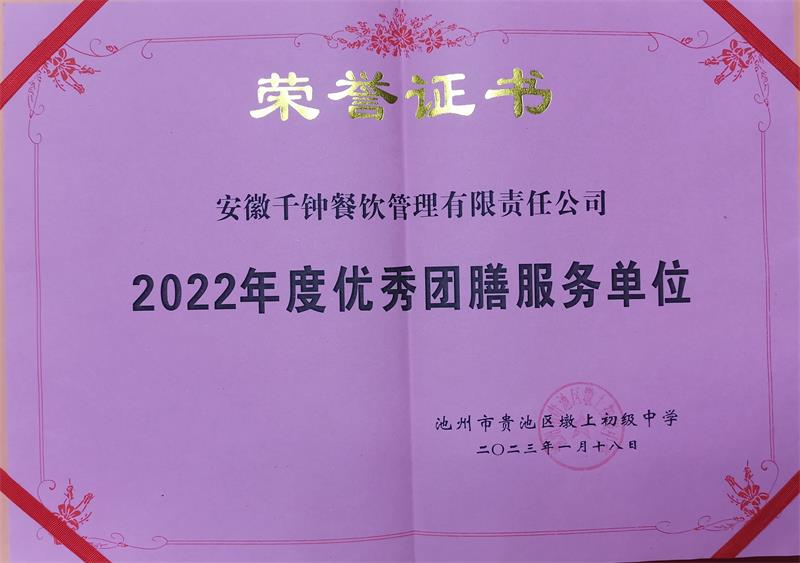 荣誉证书
安徽千钟餐饮管理有限责任公司
2022年度优秀团膳服务单位
池州市贵池区墩上初级中学
二〇二三年一月十八日